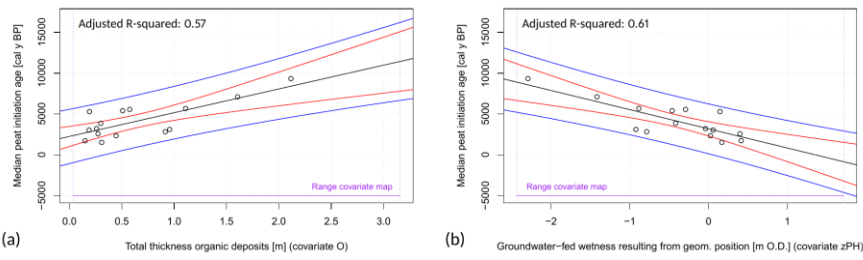 Adjusted R-squared: 0.57
Median peat initiation age [cal y BP]
15000
10000
5000
0
−5000
Range covariate map
0.0 0.5 1.0 1.5 2.0 2.5 3.0
(a)
Total thickness organic deposits [m] (covariate O)
Adjusted R-squared: 0.61
Median peat initiation age [cal y BP]
15000
10000
5000
0
−5000
Range covariate map
−2 −1 0 1
(b)
Groundwater−fed wetness resulting from geom. position [m O.D.] (covariate zPH)